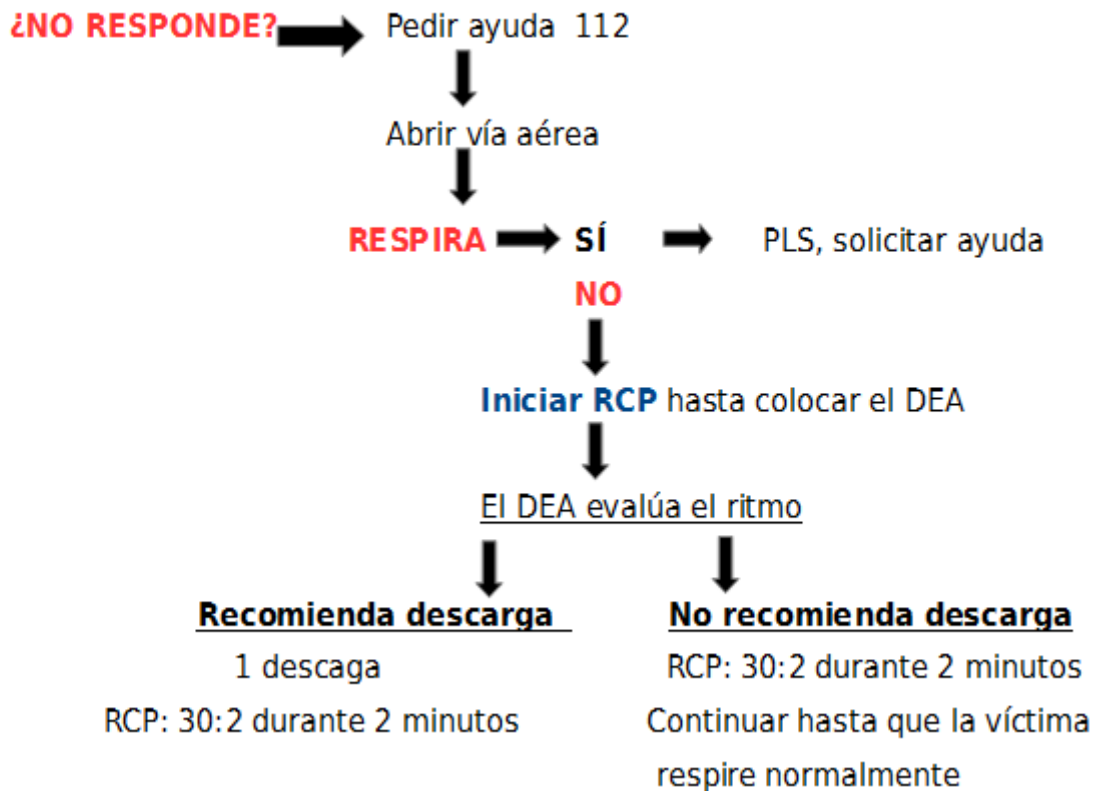 ¿NO RESPONDE? Pedir ayuda 112
Abrir vía aérea
RESPIRA SÍ PLS, solicitar ayuda
NO
Iniciar RCP hasta colocar el DEA
El DEA evalúa el ritmo
Recomienda descarga
1 descaga
RCP: 30:2 durante 2 minutos
No recomienda descarga
RCP: 30:2 durante 2 minutos
Continuar hasta que la víctima
respire normalmente